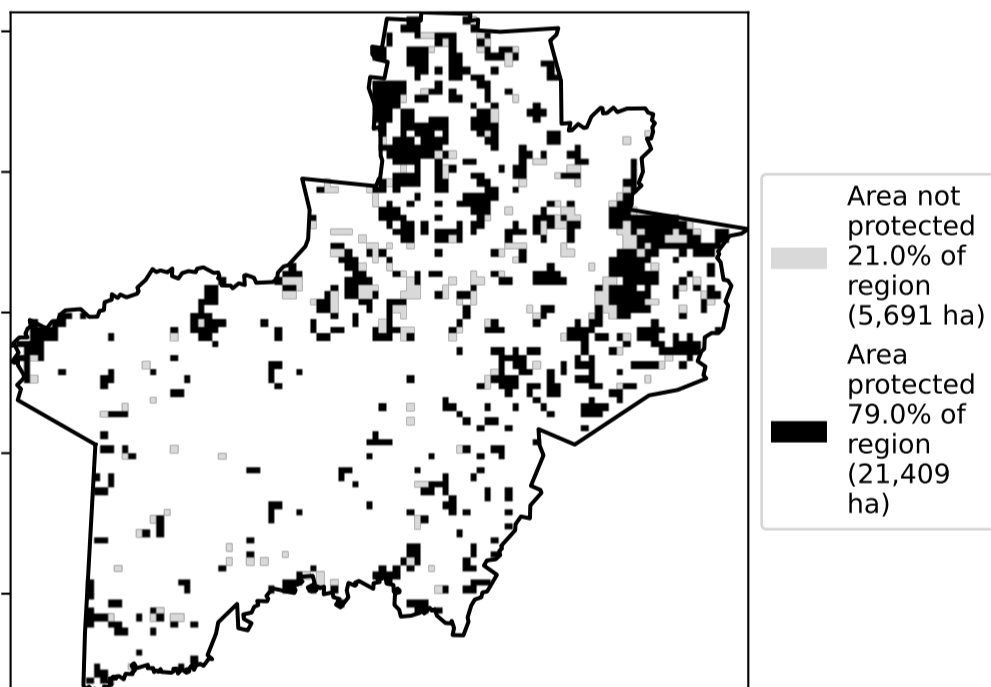 Area not
protected
21.0% of
region
(5,691 ha)
Area
protected
79.0% of
region
(21,409
ha)